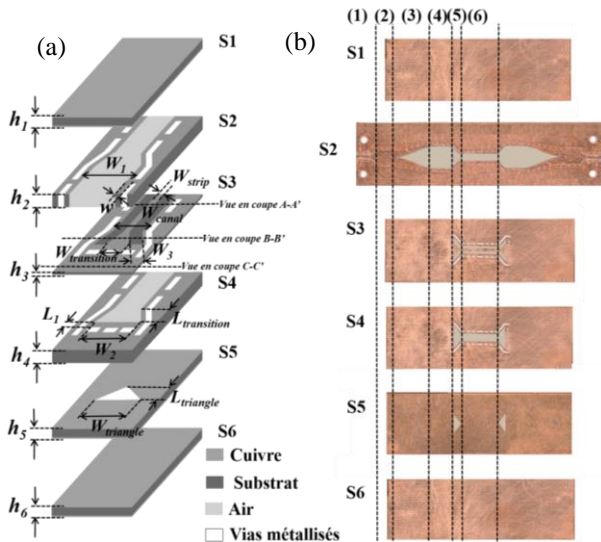 (a)
S1
h1
S2
W1
h2
S3
Wstrip
w
Vue en coupe A-A'
Wcanal
Vue en coupe B-B'
Wtransition
W3
Vue en coupe C-C'
h3
S4
L1
Ltransition
W2
h4
S5
Ltriangle
Wtriangle
h5
S6
h6
Cuivre
Substrat
Air
Vias métallisés
(b)
(1) (2) (3) (4) (5) (6)
S1
S2
S3
S4
S5
S6